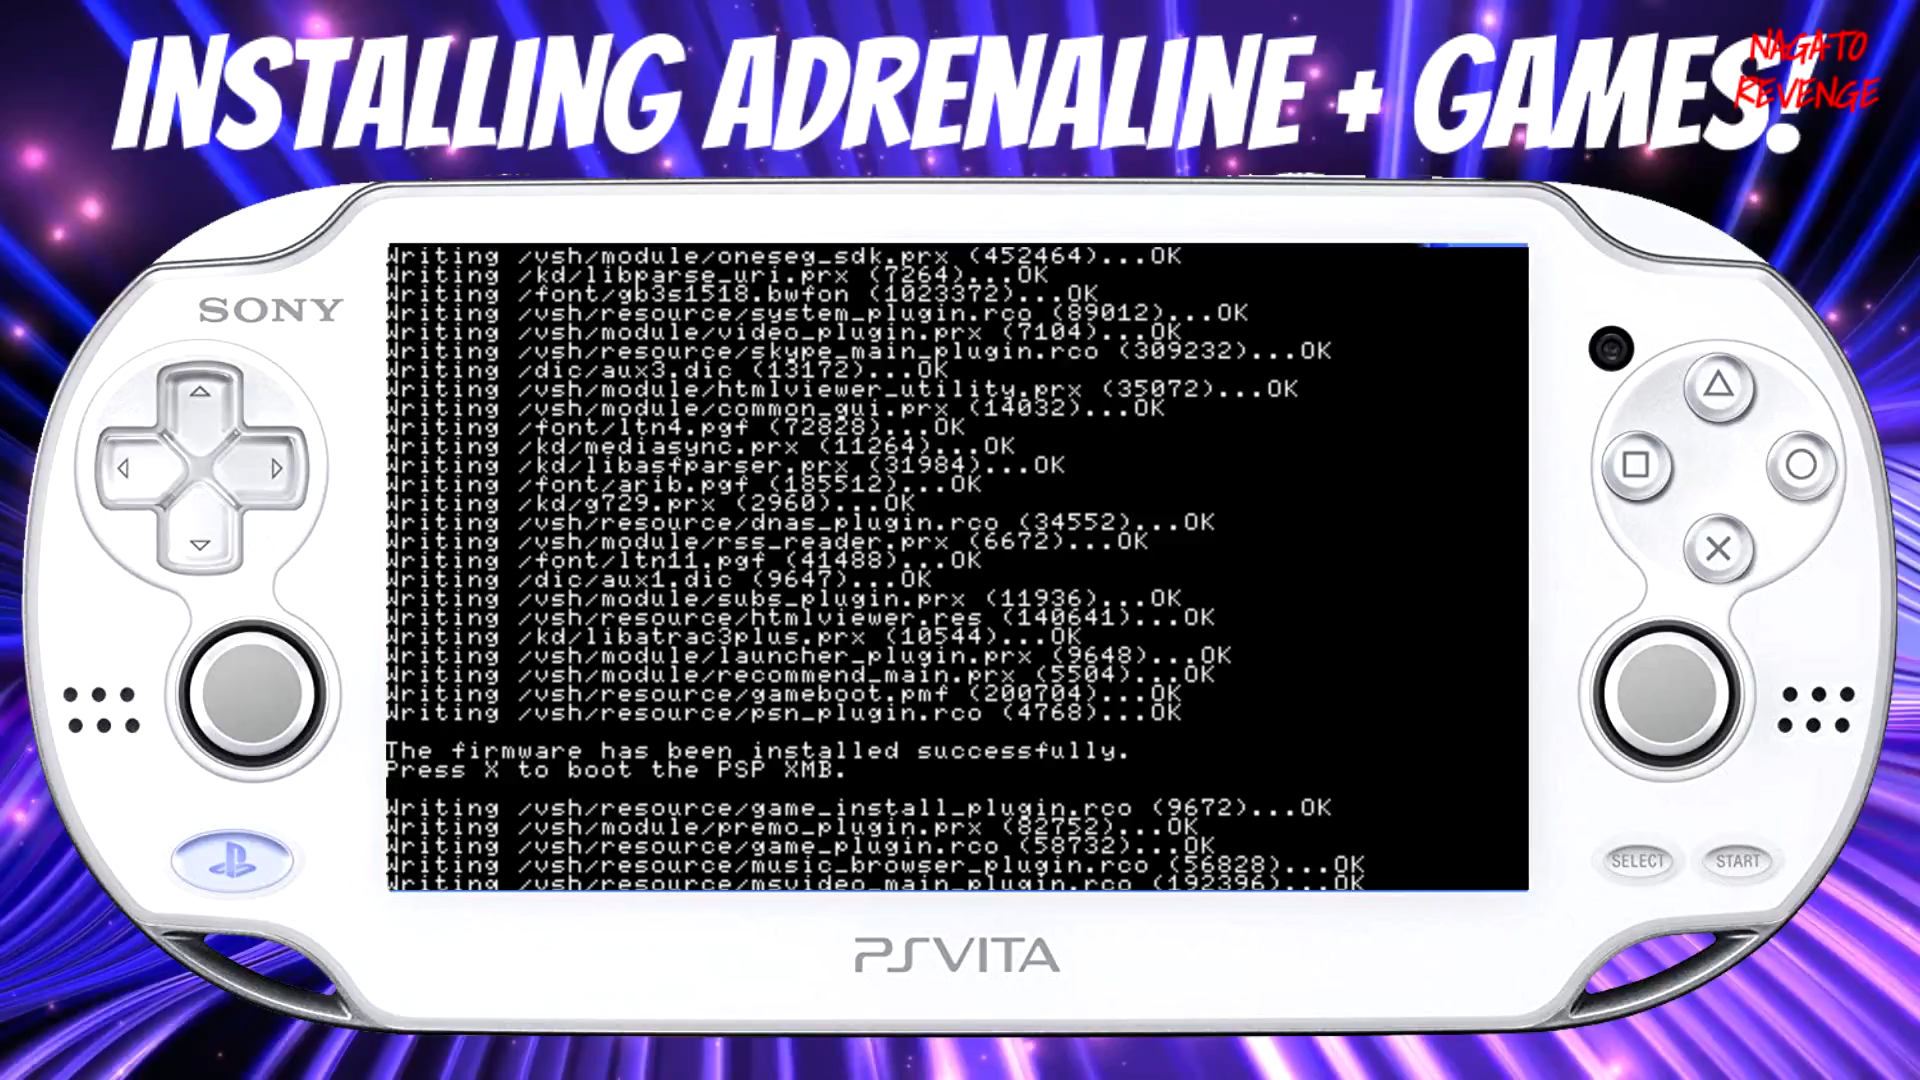 INSTALLING ADRENALINE + GAMES!
NAGATO
REVENGE
SONY
Writing /vsh/module/oneseg_sdk.prx (452464)...OK
Writing /kd/libparse_uri.prx (7264)...OK
Writing /font/gb3s1518.bwfon (1023372)...OK
Writing /vsh/resource/system_plugin.rco (89012)...OK
Writing /vsh/module/video_plugin.prx (7104)...OK
Writing /vsh/resource/skype_main_plugin.rco (309232)...OK
Writing /dic/aux3.dic (13172)...OK
Writing /vsh/module/htmlviewer_utility.prx (35072)...OK
Writing /vsh/module/common_gui.prx (14032)...OK
Writing /font/ltn4.pgf (72828)...OK
Writing /kd/mediasync.prx (11264)...OK
Writing /kd/libasfparser.prx (31984)...OK
Writing /font/arib.pgf (185512)...OK
Writing /kd/g729.prx (2960)...OK
Writing /vsh/resource/dnas_plugin.rco (34552)...OK
Writing /vsh/module/rss_reader.prx (6672)...OK
Writing /font/ltn11.pgf (41488)...OK
Writing /dic/aux1.dic (9647)...OK
Writing /vsh/module/subs_plugin.prx (11936)...OK
Writing /vsh/resource/htmlviewer.res (140641)...OK
Writing /kd/libatrac3plus.prx (10544)...OK
Writing /vsh/module/launcher_plugin.prx (9648)...OK
Writing /vsh/module/recommend_main.prx (5504)...OK
Writing /vsh/resource/gameboot.pmf (200704)...OK
Writing /vsh/resource/psn_plugin.rco (4768)...OK
The firmware has been installed successfully.
Press X to boot the PSP XMB.
Writing /vsh/resource/game_install_plugin.rco (9672)...OK
Writing /vsh/module/premo_plugin.prx (82752)...OK
Writing /vsh/resource/game_plugin.rco (58732)...OK
Writing /vsh/resource/music_browser_plugin.rco (56828)...OK
Writing /vsh/resource/msvideo_main_plugin.rco (192396)...OK
SELECT
START
PSVITA